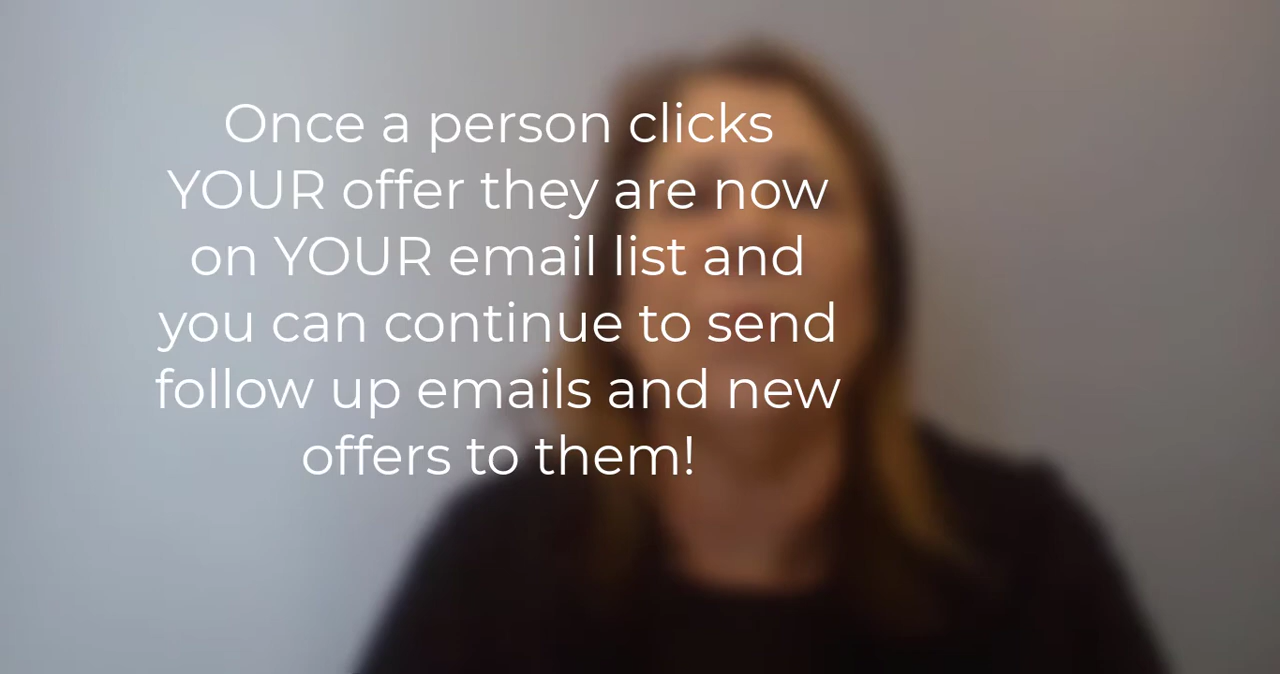 Once a person clicks
YOUR offer they are now
on YOUR email list and
you can continue to send
follow up emails and new
offers to them!